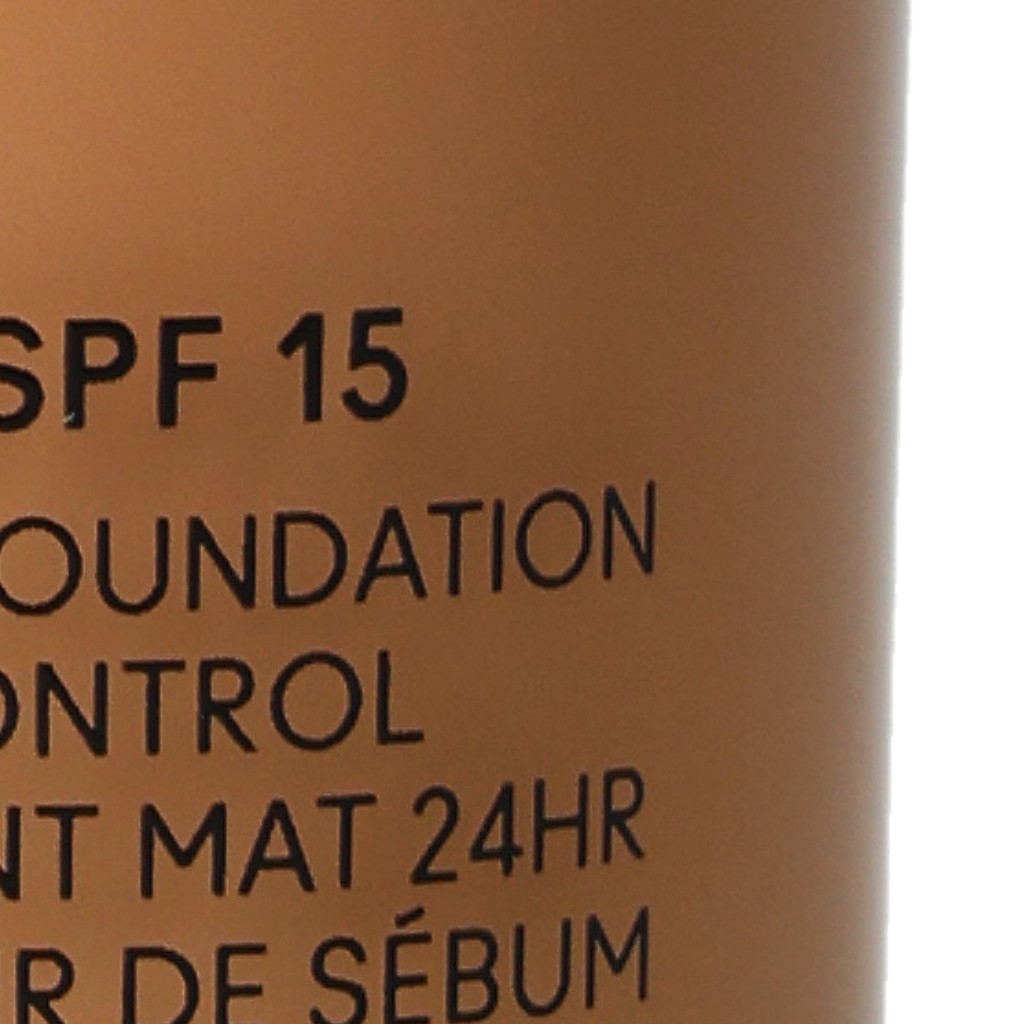 SPF 15
OUNDATION
ONTROL
NT MAT 24HR
R DE SÉBUM